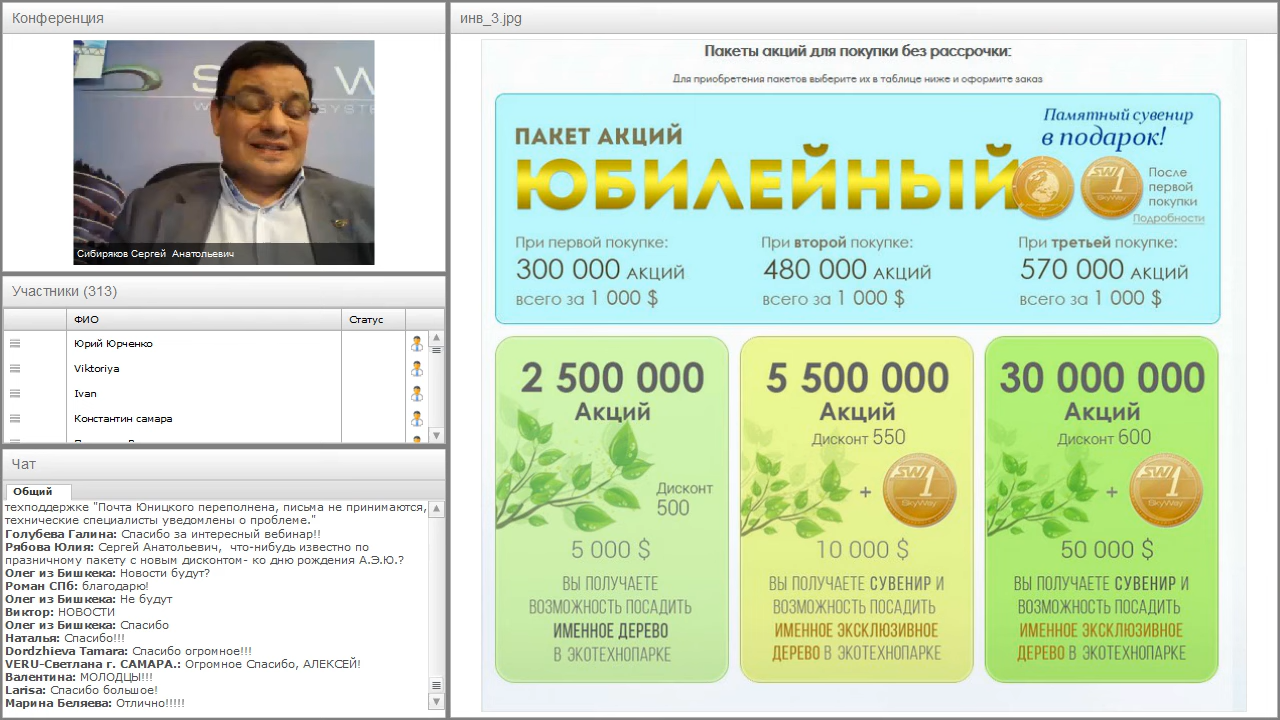 Конференция
S W
W SYSTE
Сибиряков Сергей Анатольевич
Участники (313)
ФИО
Статус
Юрий Юрченко
Viktoriya
Ivan
Константин самара
Чат
Общий
техподдержке "Почта Юницкого переполнена, письма не принимаются,
технические специалисты уведомлены о проблеме."
Голубева Галина: Спасибо за интересный вебинар!!
Рябова Юлия: Сергей Анатольевич, что-нибудь известно по
празничному пакету с новым дисконтом- ко дню рождения А.Э.Ю.?
Олег из Бишкека: Новости будут?
Роман СПб: благодарю!
Олег из Бишкека: Не будут
Виктор: НОВОСТИ
Олег из Бишкека: Спасибо
Наталья: Спасибо!!!
Dordzhieva Tamara: Спасибо огромное!!!
VERU-Светлана г. САМАРА.: Огромное Спасибо, АЛЕКСЕЙ!
Валентина: МОЛОДЦЫ!!!
Larisa: Спасибо большое!
Марина Беляева: Отлично!!!!!
инв_3.jpg
Пакеты акций для покупки без рассрочки:
Для приобретения пакетов выберите их в таблице ниже и оформите заказ
ПАКЕТ АКЦИЙ
ЮБИЛЕЙНЫЙ
Памятный сувенир
в подарок!
SW 1
SkyWay
После
первой
покупки
Подробности
При первой покупке:
300 000 АКЦИЙ
всего за 1 000 $
При второй покупке:
480 000 АКЦИЙ
всего за 1 000 $
При третьей покупке:
570 000 АКЦИЙ
всего за 1 000 $
2 500 000
Акций
Дисконт
500
5 000 $
ВЫ ПОЛУЧАЕТЕ
ВОЗМОЖНОСТЬ ПОСАДИТЬ
ИМЕННОЕ ДЕРЕВО
В ЭКОТЕХНОПАРКЕ
5 500 000
Акций
Дисконт 550
+
SW 1
SkyWay
10 000 $
ВЫ ПОЛУЧАЕТЕ СУВЕНИР И
ВОЗМОЖНОСТЬ ПОСАДИТЬ
ИМЕННОЕ ЭКСКЛЮЗИВНОЕ
ДЕРЕВО В ЭКОТЕХНОПАРКЕ
30 000 000
Акций
Дисконт 600
+
SW 1
SkyWay
50 000 $
ВЫ ПОЛУЧАЕТЕ СУВЕНИР И
ВОЗМОЖНОСТЬ ПОСАДИТЬ
ИМЕННОЕ ЭКСКЛЮЗИВНОЕ
ДЕРЕВО В ЭКОТЕХНОПАРКЕ